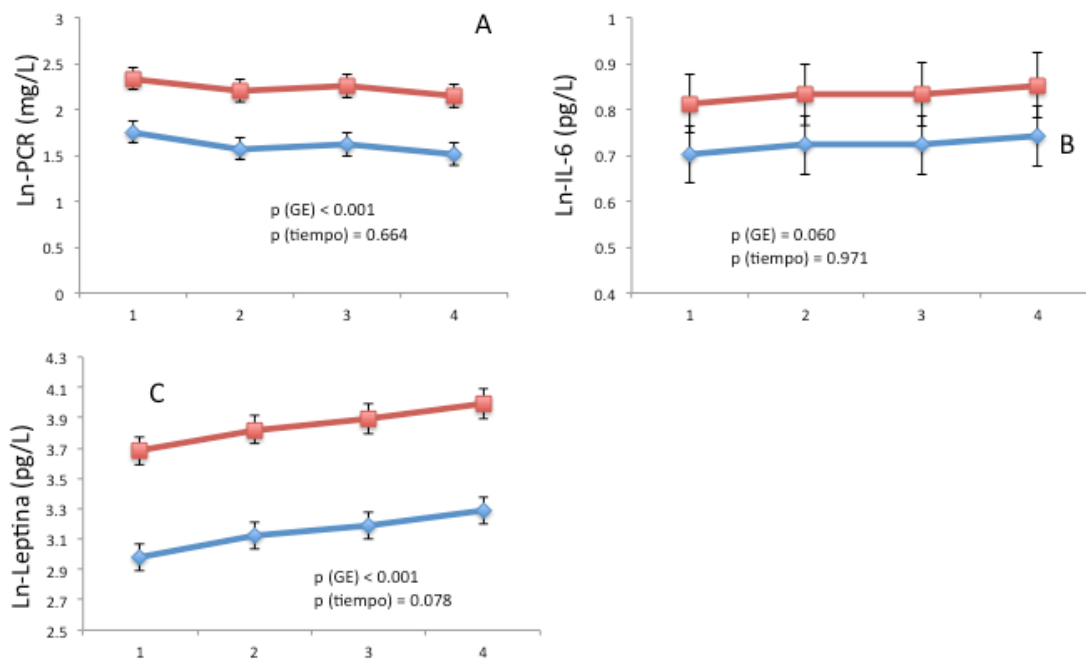 A
Ln-PCR (mg/L)
3
2.5
2
1.5
1
0.5
0
p (GE) < 0.001
p (tiempo) = 0.664
1 2 3 4
B
Ln-IL-6 (pg/L)
1
0.9
0.8
0.7
0.6
0.5
0.4
p (GE) = 0.060
p (tiempo) = 0.971
1 2 3 4
C
Ln-Leptina (pg/L)
4.3
4.1
3.9
3.7
3.5
3.3
3.1
2.9
2.7
2.5
p (GE) < 0.001
p (tiempo) = 0.078
1 2 3 4